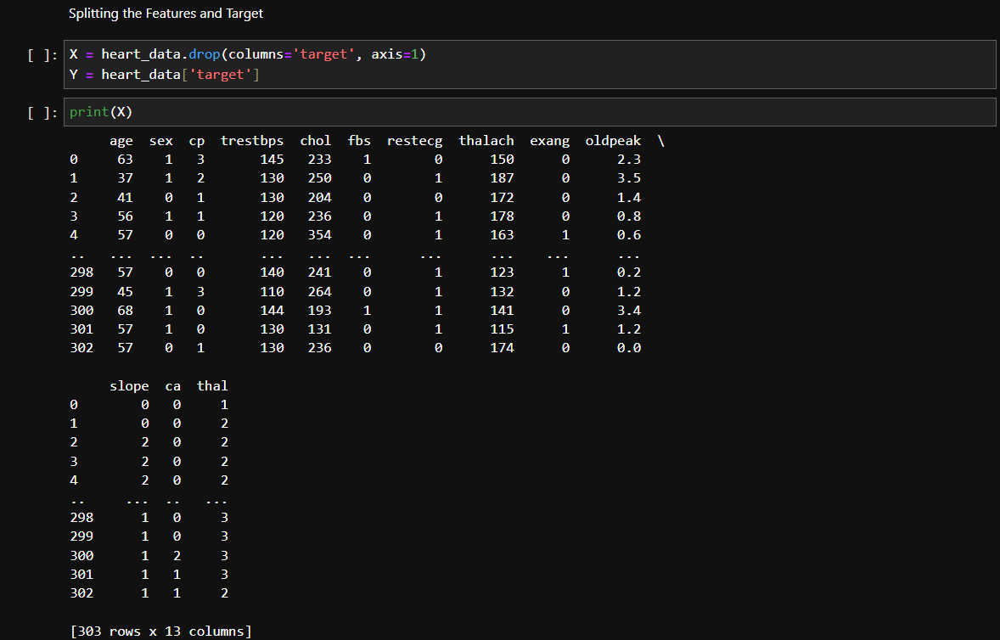 Splitting the Features and Target
[ ]: X = heart_data.drop(columns='target', axis=1)
Y = heart_data['target']
[ ]: print(X)
age sex cp trestbps chol fbs restecg thalach exang oldpeak \
0 63 1 3 145 233 1 0 150 0 2.3
1 37 1 2 130 250 0 1 187 0 3.5
2 41 0 1 130 204 0 0 172 0 1.4
3 56 1 1 120 236 0 1 178 0 0.8
4 57 0 0 120 354 0 1 163 1 0.6
.. ... ... .. ... ... ... ... ... ... ...
298 57 0 0 140 241 0 1 123 1 0.2
299 45 1 3 110 264 0 1 132 0 1.2
300 68 1 0 144 193 1 1 141 0 3.4
301 57 1 0 130 131 0 1 115 1 1.2
302 57 0 1 130 236 0 0 174 0 0.0
slope ca thal
0 0 0 1
1 0 0 2
2 2 0 2
3 2 0 2
4 2 0 2
.. ... .. ...
298 1 0 3
299 1 0 3
300 1 2 3
301 1 1 3
302 1 1 2
[303 rows x 13 columns]